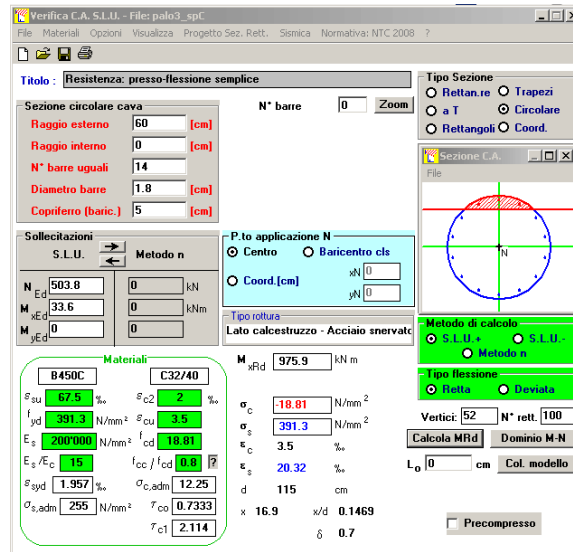 Verifica C.A. S.L.U. - File: palo3_spC
File Materiali Opzioni Visualizza Progetto Sez. Rett. Sismica Normativa: NTC 2008 ?
Titolo : Resistenza: presso-flessione semplice
Tipo Sezione
Rettan.re Trapezi
a T Circolare
Rettangoli Coord.
Sezione circolare cava
Raggio esterno 60 [cm]
Raggio interno 0 [cm]
N° barre uguali 14
Diametro barre 1.8 [cm]
Copriferro (baric.) 5 [cm]
N° barre 0 Zoom
Sezione C.A.
File
N
Sollecitazioni
S.L.U. Metodo n
N Ed 503.8 0 kN
M xEd 33.6 0 kNm
M yEd 0 0
P.to applicazione N
Centro Baricentro cls
Coord.[cm] xN 0
yN 0
Tipo rottura
Lato calcestruzzo - Acciaio snervato
Metodo di calcolo
S.L.U.+ S.L.U.-
Metodo n
Tipo flessione
Retta Deviata
Materiali
B450C C32/40
εsu 67.5 ‰ εc2 2 ‰
fyd 391.3 N/mm² εcu 3.5
Es 200'000 N/mm² fcd 18.81
Es/Ec 15 fcc / fcd 0.8 ?
εsyd 1.957 ‰ σc,adm 12.25
σs,adm 255 N/mm² τco 0.7333
τc1 2.114
M xRd 975.9 kN m
σc -18.81 N/mm²
σs 391.3 N/mm²
εc 3.5 ‰
εs 20.32 ‰
d 115 cm
x 16.9 x/d 0.1469
δ 0.7
Vertici: 52 N° rett. 100
Calcola MRd Dominio M-N
L0 0 cm Col. modello
Precompresso